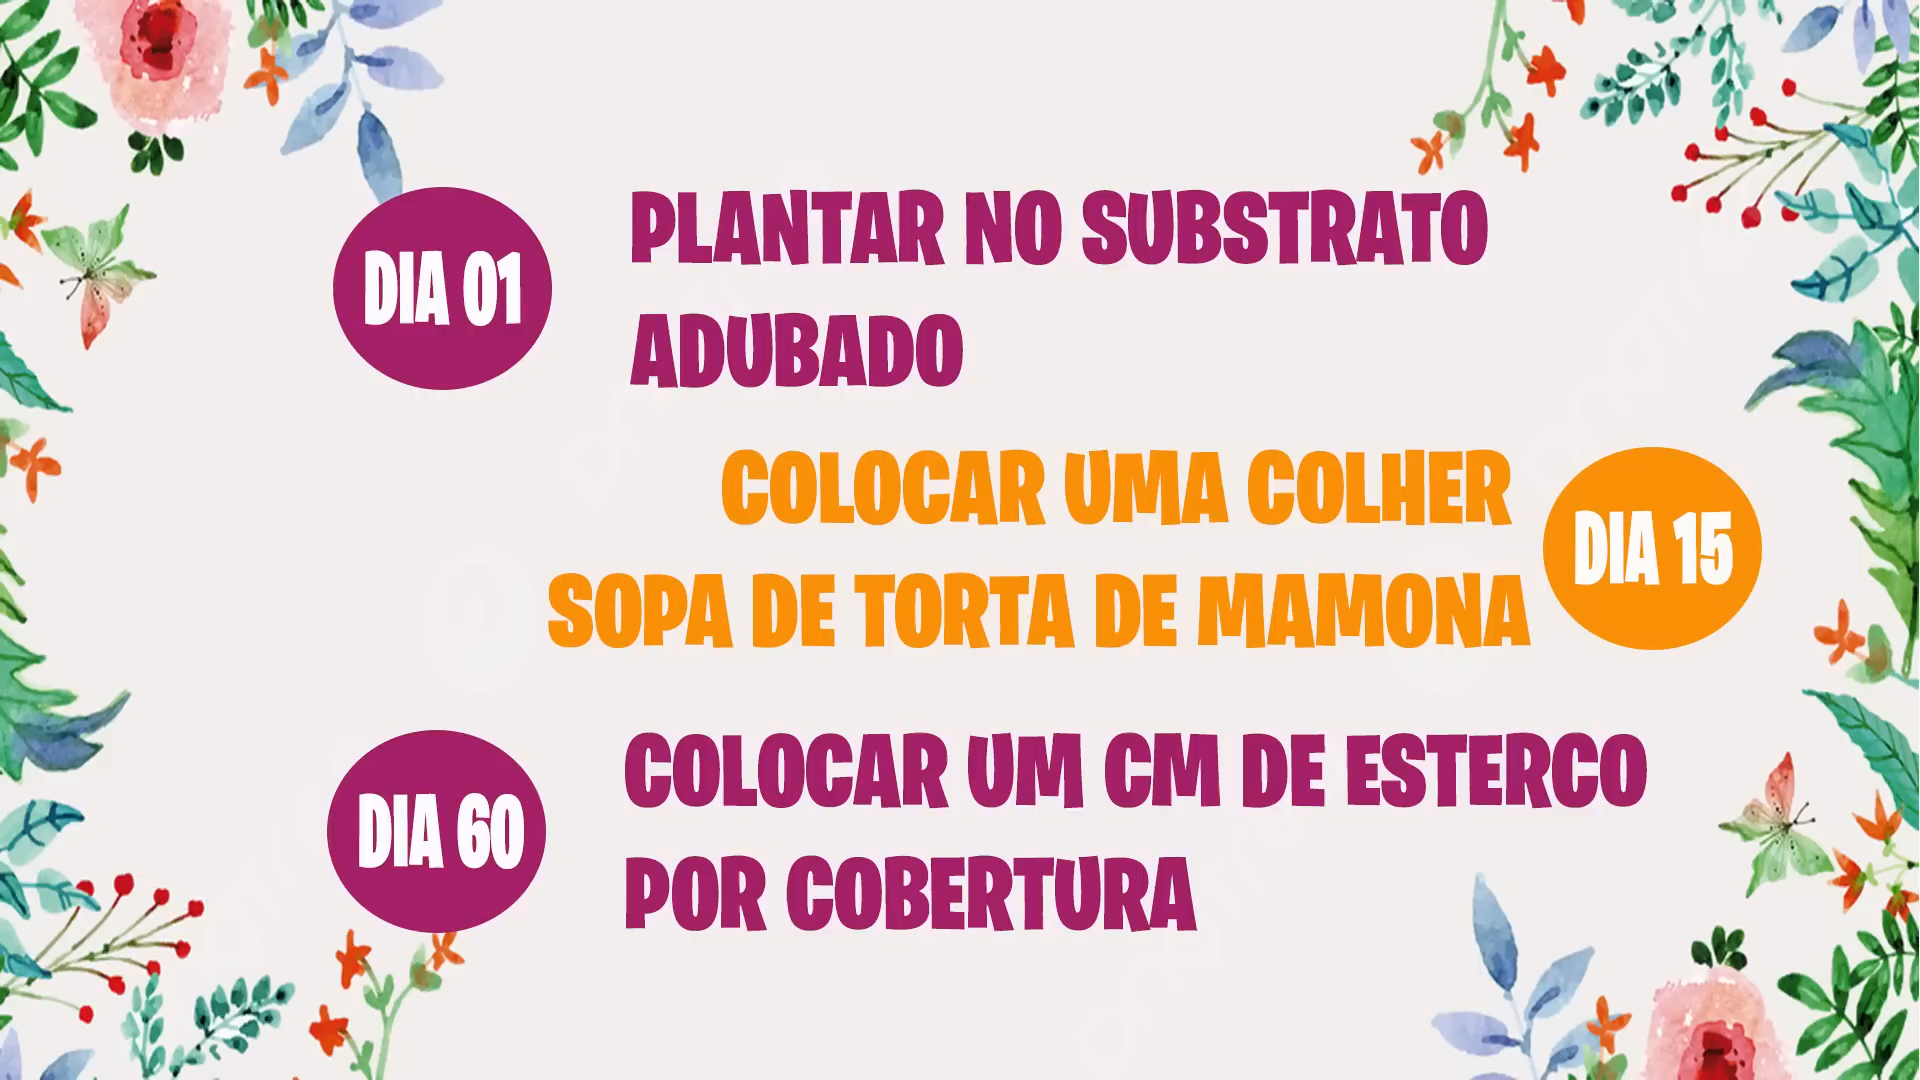 DIA 01
PLANTAR NO SUBSTRATO
ADUBADO
COLOCAR UMA COLHER
SOPA DE TORTA DE MAMONA
DIA 15
DIA 60
COLOCAR UM CM DE ESTERCO
POR COBERTURA